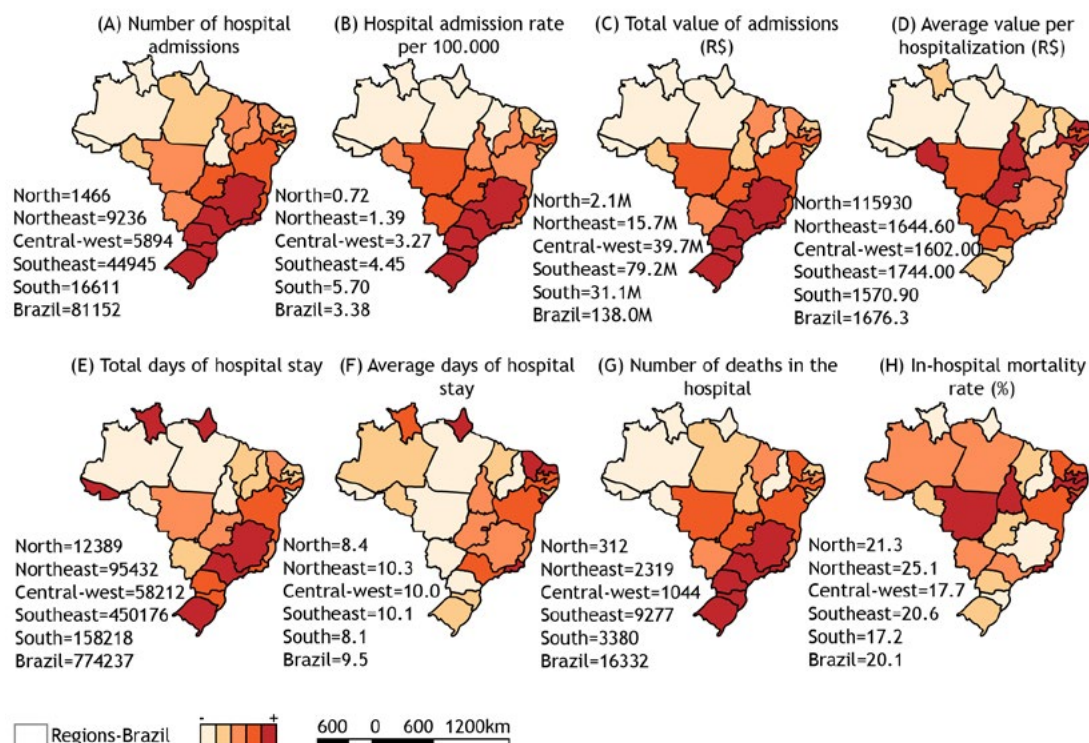 (A) Number of hospital
admissions
North=1466
Northeast=9236
Central-west=5894
Southeast=44945
South=16611
Brazil=81152
(B) Hospital admission rate
per 100.000
North=0.72
Northeast=1.39
Central-west=3.27
Southeast=4.45
South=5.70
Brazil=3.38
(C) Total value of admissions
(R$)
North=2.1M
Northeast=15.7M
Central-west=39.7M
Southeast=79.2M
South=31.1M
Brazil=138.0M
(D) Average value per
hospitalization (R$)
North=115930
Northeast=1644.60
Central-west=1602.00
Southeast=1744.00
South=1570.90
Brazil=1676.3
(E) Total days of hospital stay
North=12389
Northeast=95432
Central-west=58212
Southeast=450176
South=158218
Brazil=774237
(F) Average days of hospital
stay
North=8.4
Northeast=10.3
Central-west=10.0
Southeast=10.1
South=8.1
Brazil=9.5
(G) Number of deaths in the
hospital
North=312
Northeast=2319
Central-west=1044
Southeast=9277
South=3380
Brazil=16332
(H) In-hospital mortality
rate (%)
North=21.3
Northeast=25.1
Central-west=17.7
Southeast=20.6
South=17.2
Brazil=20.1
Regions-Brazil
- +
600 0 600 1200km